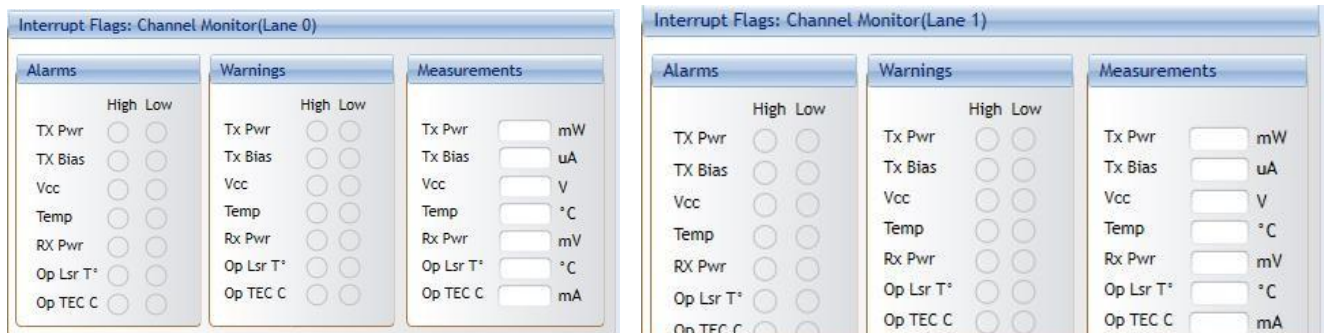 Interrupt Flags: Channel Monitor(Lane 0)
Alarms
High Low
TX Pwr
TX Bias
Vcc
Temp
RX Pwr
Op Lsr T°
Op TEC C
Warnings
High Low
Tx Pwr
Tx Bias
Vcc
Temp
Rx Pwr
Op Lsr T°
Op TEC C
Measurements
Tx Pwr mW
Tx Bias uA
Vcc V
Temp °C
Rx Pwr mV
Op Lsr T° °C
Op TEC C mA
Interrupt Flags: Channel Monitor(Lane 1)
Alarms
High Low
TX Pwr
TX Bias
Vcc
Temp
RX Pwr
Op Lsr T°
Op TEC C
Warnings
High Low
Tx Pwr
Tx Bias
Vcc
Temp
Rx Pwr
Op Lsr T°
Op TEC C
Measurements
Tx Pwr mW
Tx Bias uA
Vcc V
Temp °C
Rx Pwr mV
Op Lsr T° °C
Op TEC C mA